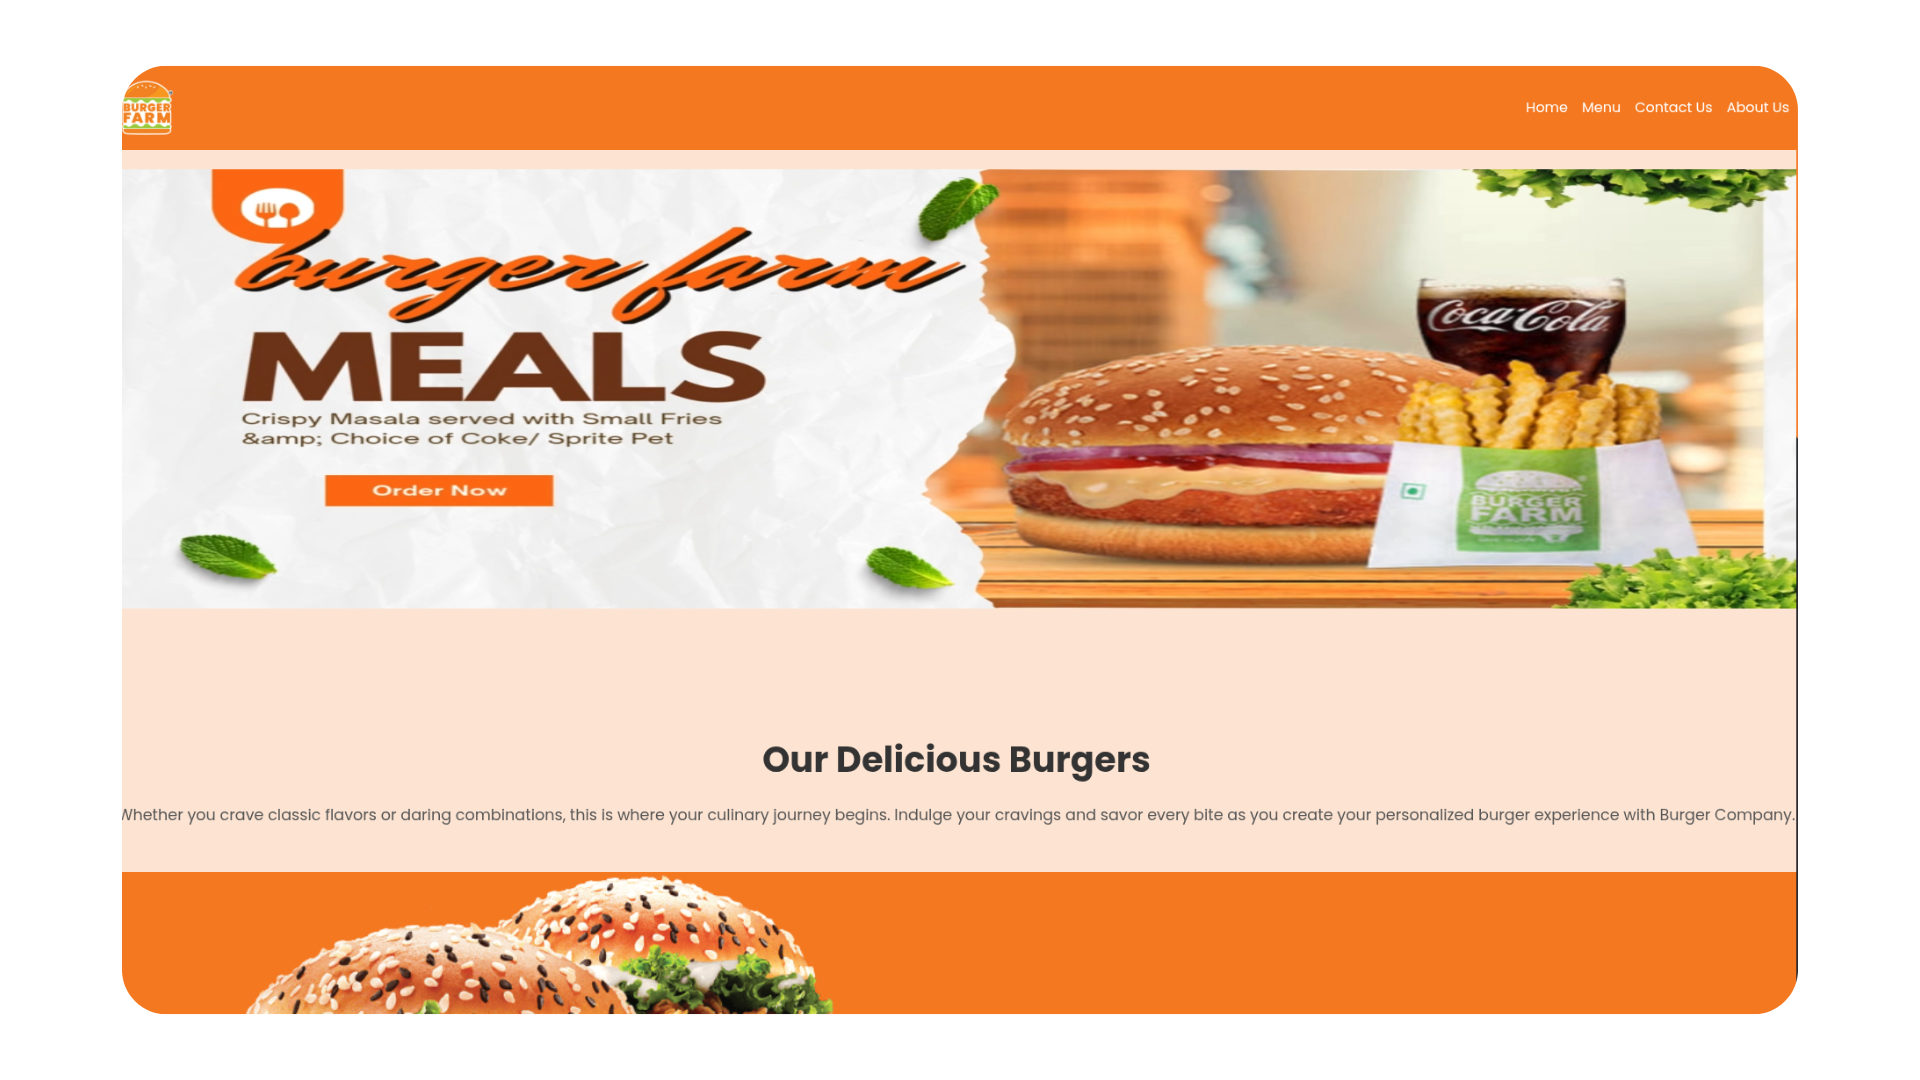 BURGER
FARM
Home Menu Contact Us About Us
burger farm
MEALS
Crispy Masala served with Small Fries
&amp; Choice of Coke/ Sprite Pet
Order Now
Coca-Cola
BURGER
FARM
Our Delicious Burgers
Whether you crave classic flavors or daring combinations, this is where your culinary journey begins. Indulge your cravings and savor every bite as you create your personalized burger experience with Burger Company.